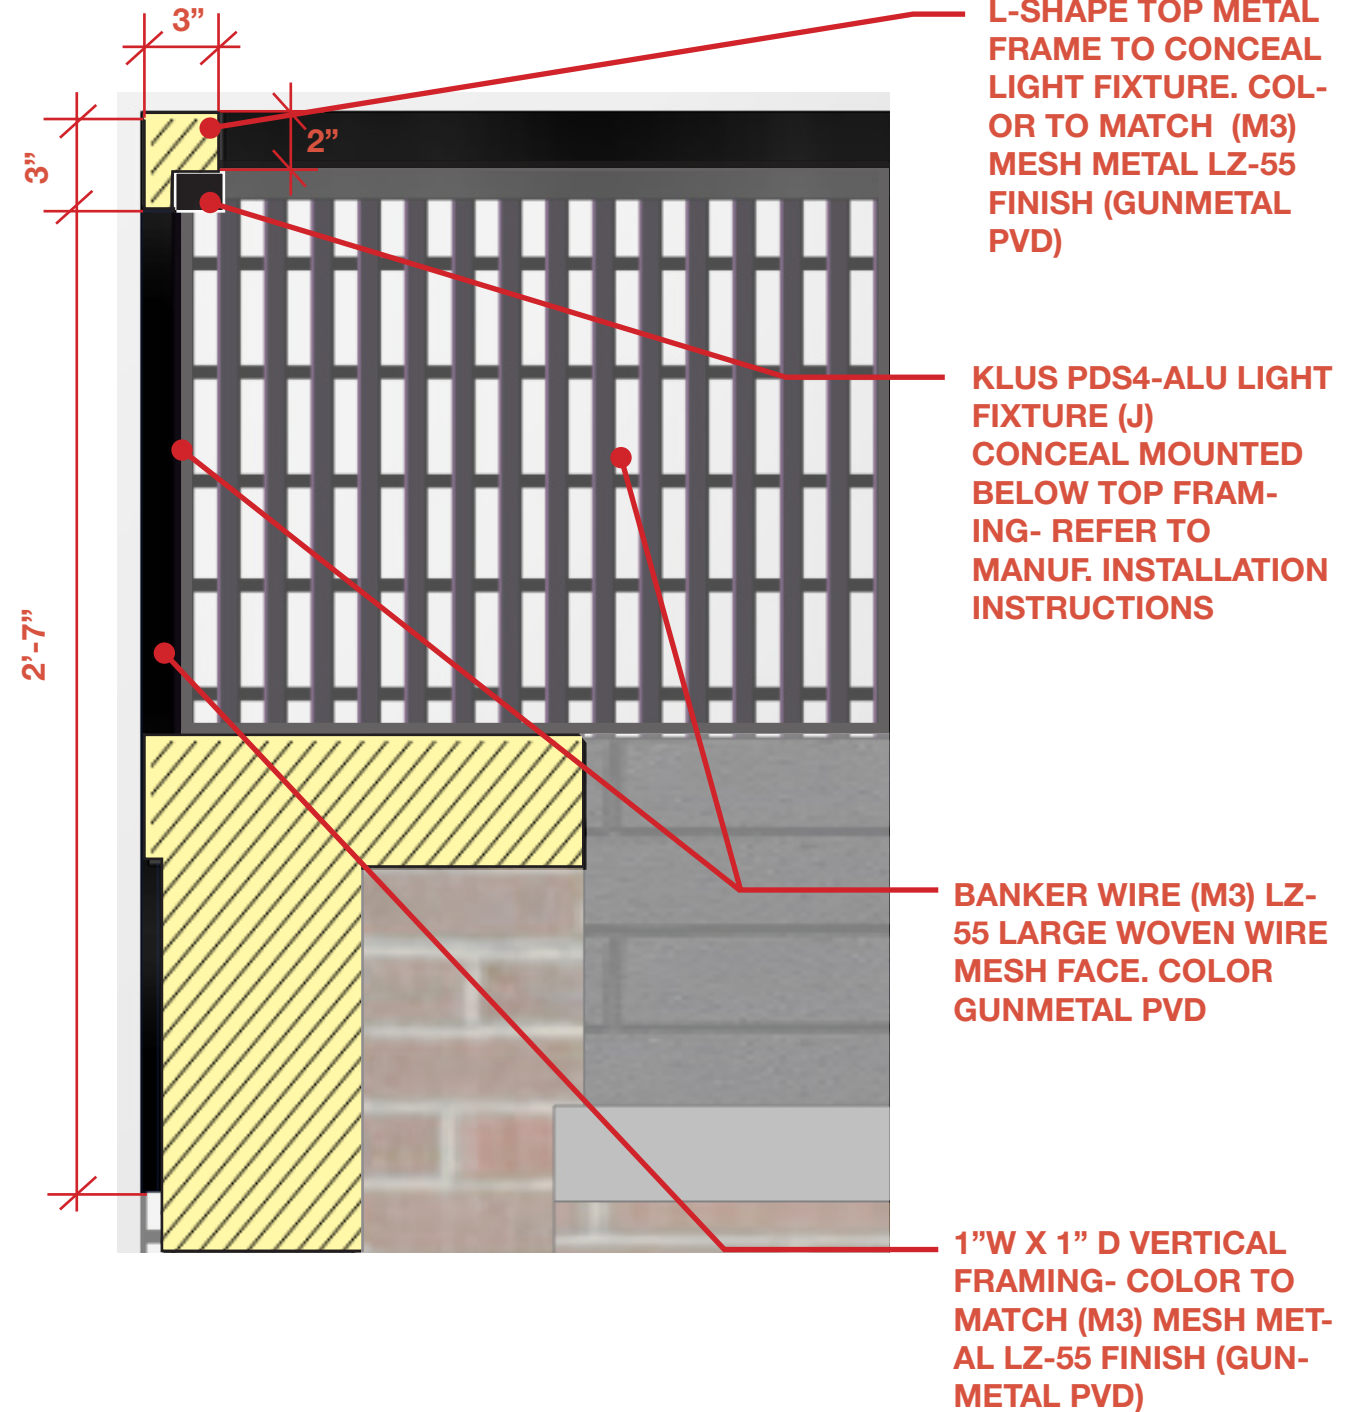 3”
L-SHAPE TOP METAL
FRAME TO CONCEAL
LIGHT FIXTURE. COL-
OR TO MATCH  (M3)
MESH METAL LZ-55
FINISH (GUNMETAL
PVD)
2”
3”
KLUS PDS4-ALU LIGHT
FIXTURE (J)
CONCEAL MOUNTED
BELOW TOP FRAM-
ING- REFER TO
MANUF. INSTALLATION
INSTRUCTIONS
2’-7”
BANKER WIRE (M3) LZ-
55 LARGE WOVEN WIRE
MESH FACE. COLOR
GUNMETAL PVD
1”W X 1” D VERTICAL
FRAMING- COLOR TO
MATCH (M3) MESH MET-
AL LZ-55 FINISH (GUN-
METAL PVD)